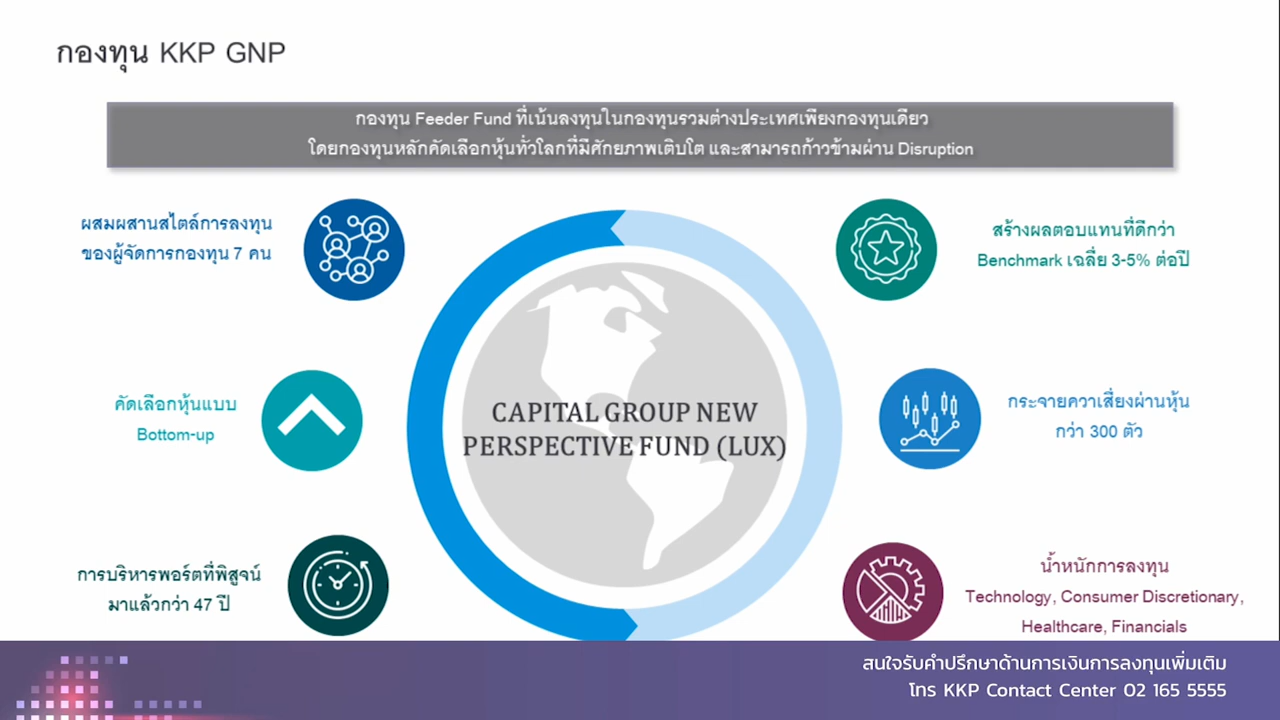 กองทุน KKP GNP
กองทุน Feeder Fund ที่เน้นลงทุนในกองทุนรวมต่างประเทศเพียงกองทุนเดียว
โดยกองทุนหลักคัดเลือกหุ้นทั่วโลกที่มีศักยภาพเติบโต และสามารถก้าวข้ามผ่าน Disruption
ผสมผสานสไตล์การลงทุน
ของผู้จัดการกองทุน 7 คน
สร้างผลตอบแทนที่ดีกว่า
Benchmark เฉลี่ย 3-5% ต่อปี
คัดเลือกหุ้นแบบ
Bottom-up
CAPITAL GROUP NEW
PERSPECTIVE FUND (LUX)
กระจายควาเสี่ยงผ่านหุ้น
กว่า 300 ตัว
การบริหารพอร์ตที่พิสูจน์
มาแล้วกว่า 47 ปี
น้ำหนักการลงทุน
Technology, Consumer Discretionary,
Healthcare, Financials
สนใจรับคำปรึกษาด้านการเงินการลงทุนเพิ่มเติม
โทร KKP Contact Center 02 165 5555